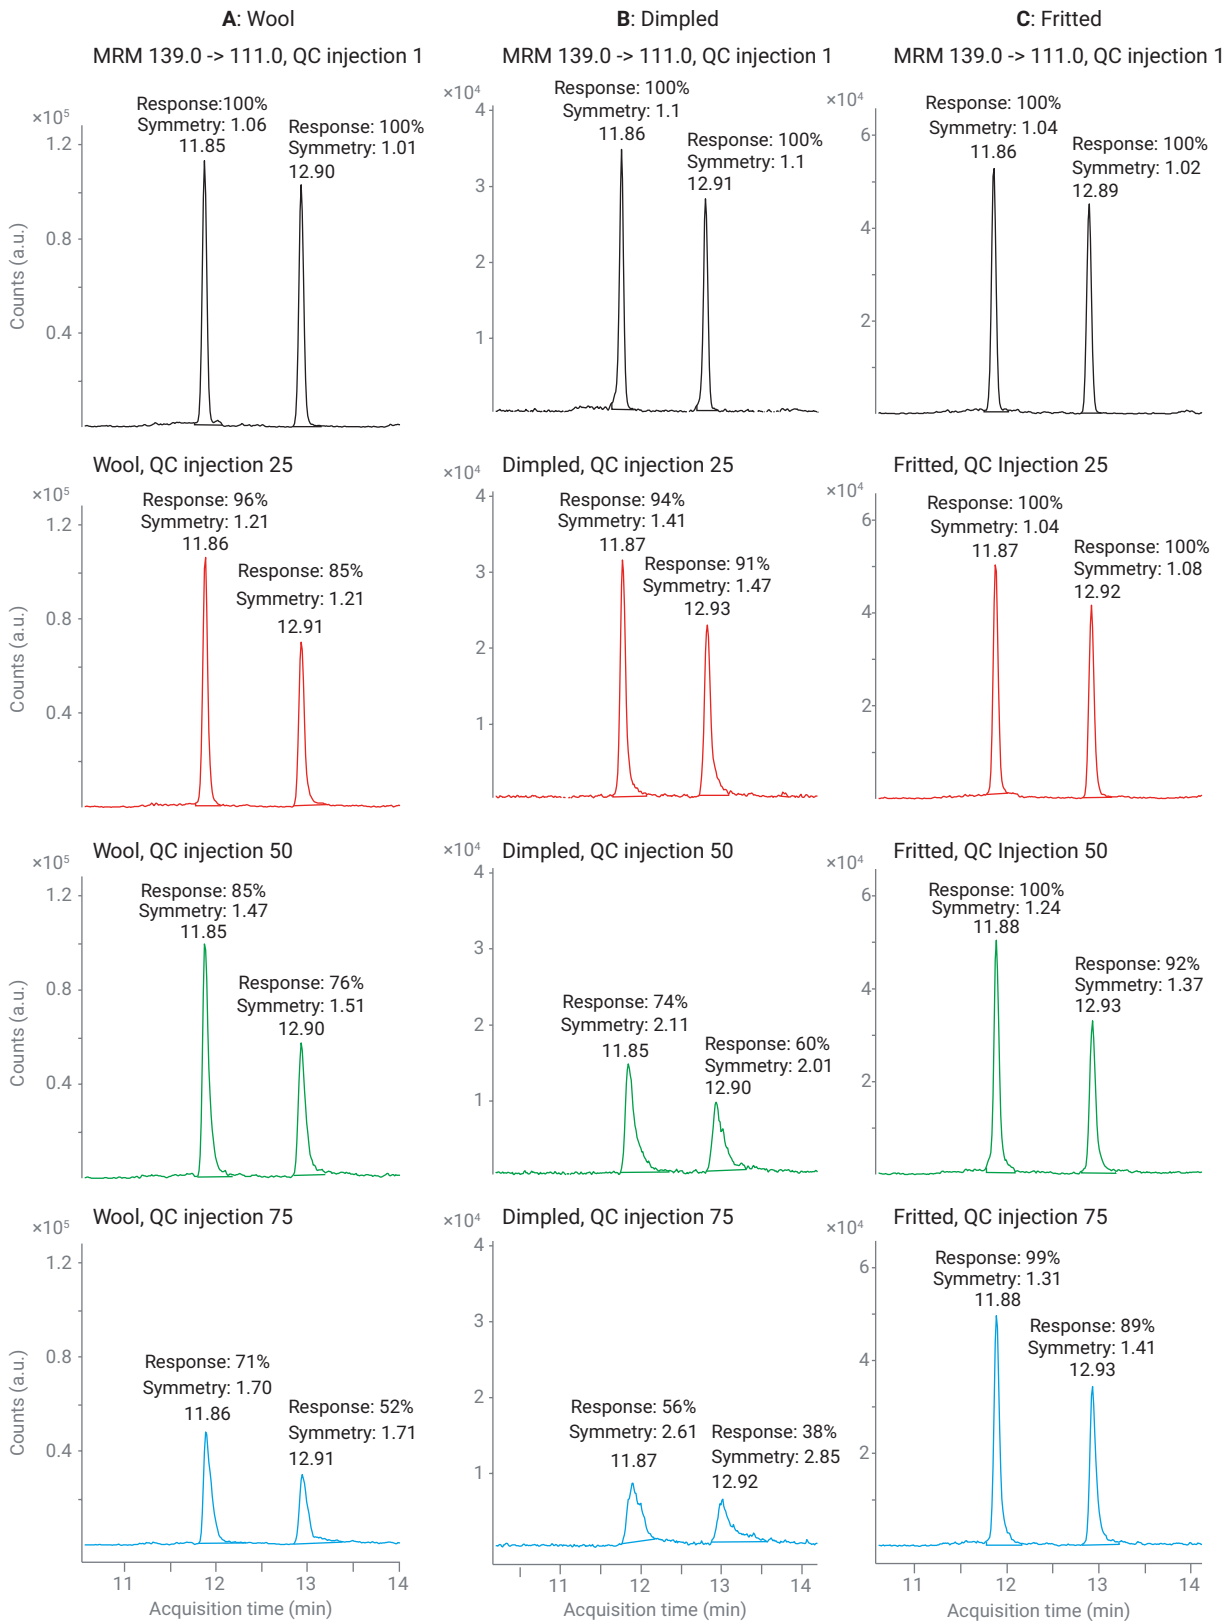 A: Wool
MRM 139.0 -> 111.0, QC injection 1
×10⁵
Response:100%
Symmetry: 1.06
11.85
Response: 100%
Symmetry: 1.01
12.90
1.2
0.8
0.4
Counts (a.u.)
B: Dimpled
MRM 139.0 -> 111.0, QC injection 1
×10⁴
Response: 100%
Symmetry: 1.1
11.86
Response: 100%
Symmetry: 1.1
12.91
4
3
2
1
C: Fritted
MRM 139.0 -> 111.0, QC injection 1
×10⁴
Response: 100%
Symmetry: 1.04
11.86
Response: 100%
Symmetry: 1.02
12.89
6
4
2
Wool, QC injection 25
×10⁵
Response: 96%
Symmetry: 1.21
11.86
Response: 85%
Symmetry: 1.21
12.91
1.2
0.8
0.4
Counts (a.u.)
Dimpled, QC injection 25
×10⁴
Response: 94%
Symmetry: 1.41
11.87
Response: 91%
Symmetry: 1.47
12.93
4
3
2
1
Fritted, QC Injection 25
×10⁴
Response: 100%
Symmetry: 1.04
11.87
Response: 100%
Symmetry: 1.08
12.92
6
4
2
Wool, QC injection 50
×10⁵
Response: 85%
Symmetry: 1.47
11.85
Response: 76%
Symmetry: 1.51
12.90
1.2
0.8
0.4
Counts (a.u.)
Dimpled, QC injection 50
×10⁴
Response: 74%
Symmetry: 2.11
11.85
Response: 60%
Symmetry: 2.01
12.90
4
3
2
1
Fritted, QC Injection 50
×10⁴
Response: 100%
Symmetry: 1.24
11.88
Response: 92%
Symmetry: 1.37
12.93
6
4
2
Wool, QC injection 75
×10⁵
Response: 71%
Symmetry: 1.70
11.86
Response: 52%
Symmetry: 1.71
12.91
1.2
0.8
0.4
Counts (a.u.)
11 12 13 14
Acquisition time (min)
Dimpled, QC injection 75
×10⁴
Response: 56%
Symmetry: 2.61
11.87
Response: 38%
Symmetry: 2.85
12.92
4
3
2
1
11 12 13 14
Acquisition time (min)
Fritted, QC injection 75
×10⁴
Response: 99%
Symmetry: 1.31
11.88
Response: 89%
Symmetry: 1.41
12.93
6
4
2
11 12 13 14
Acquisition time (min)